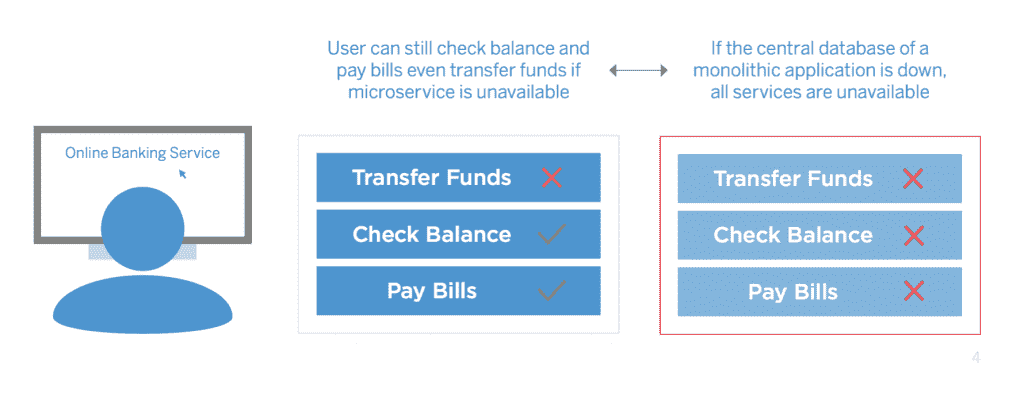 User can still check balance and
pay bills even transfer funds if
microservice is unavailable
If the central database of a
monolithic application is down,
all services are unavailable
Online Banking Service
Transfer Funds
Check Balance
Pay Bills
Transfer Funds
Check Balance
Pay Bills
4